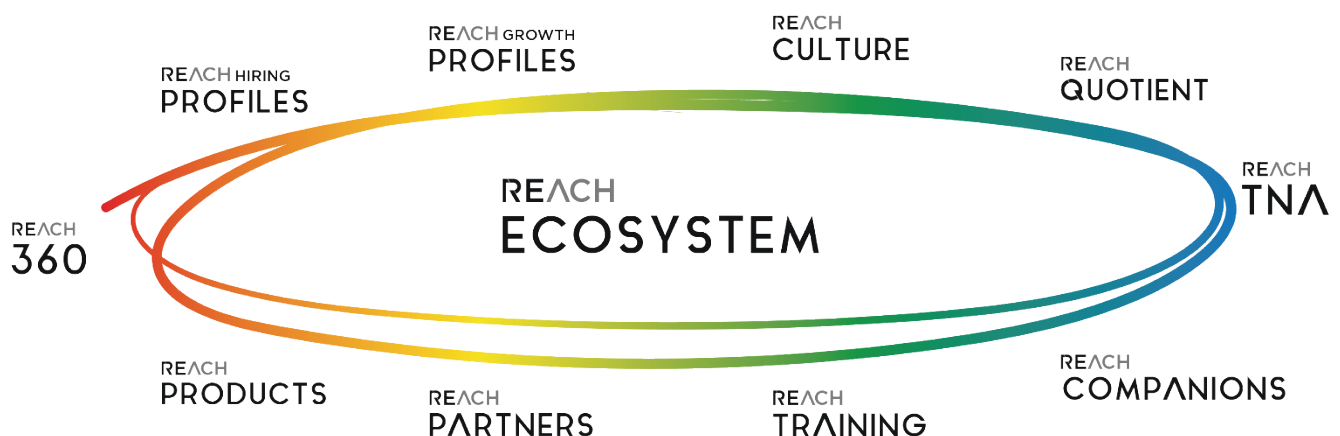 REACH GROWTH
PROFILES
REACH
CULTURE
REACH HIRING
PROFILES
REACH
QUOTIENT
REACH
TNA
REACH
ECOSYSTEM
REACH
360
REACH
PRODUCTS
REACH
PARTNERS
REACH
TRAINING
REACH
COMPANIONS